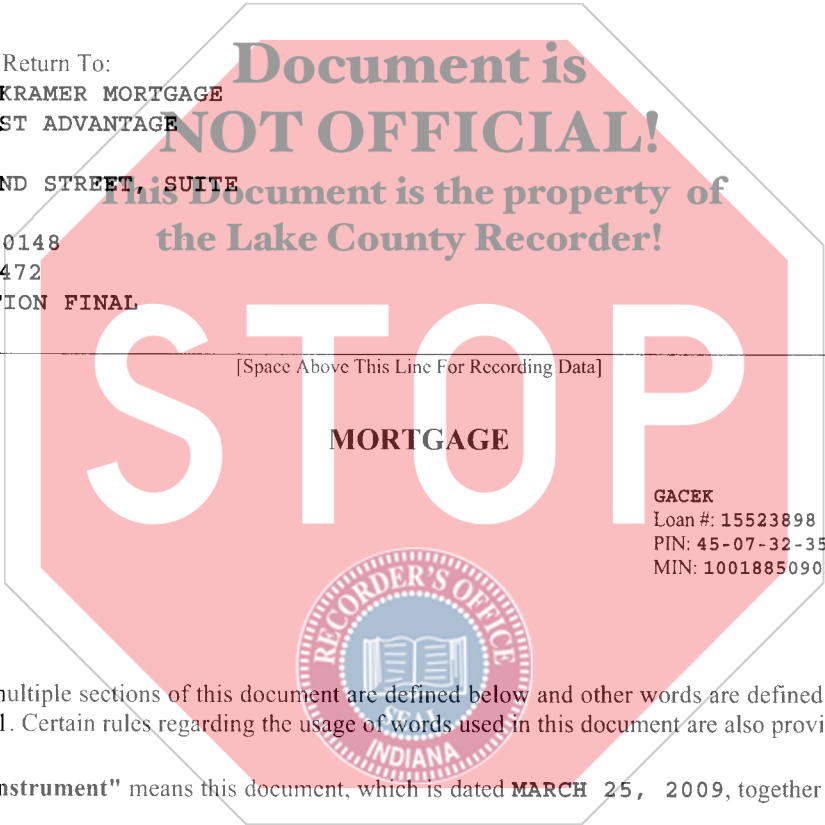 Document is
Return To:
KRAMER MORTGAGE
ST ADVANTAGE
NOT OFFICIAL!
ND STREET, SUITE
This Document is the property of
the Lake County Recorder!
0148
472
TION FINAL
STOP
[Space Above This Line For Recording Data]
MORTGAGE
GACEK
Loan #: 15523898
PIN: 45-07-32-35
MIN: 1001885090
RECORDER'S OFFICE
multiple sections of this document are defined below and other words are defined
1. Certain rules regarding the usage of words used in this document are also provi
INDIANA
nstrument" means this document, which is dated MARCH 25, 2009, together